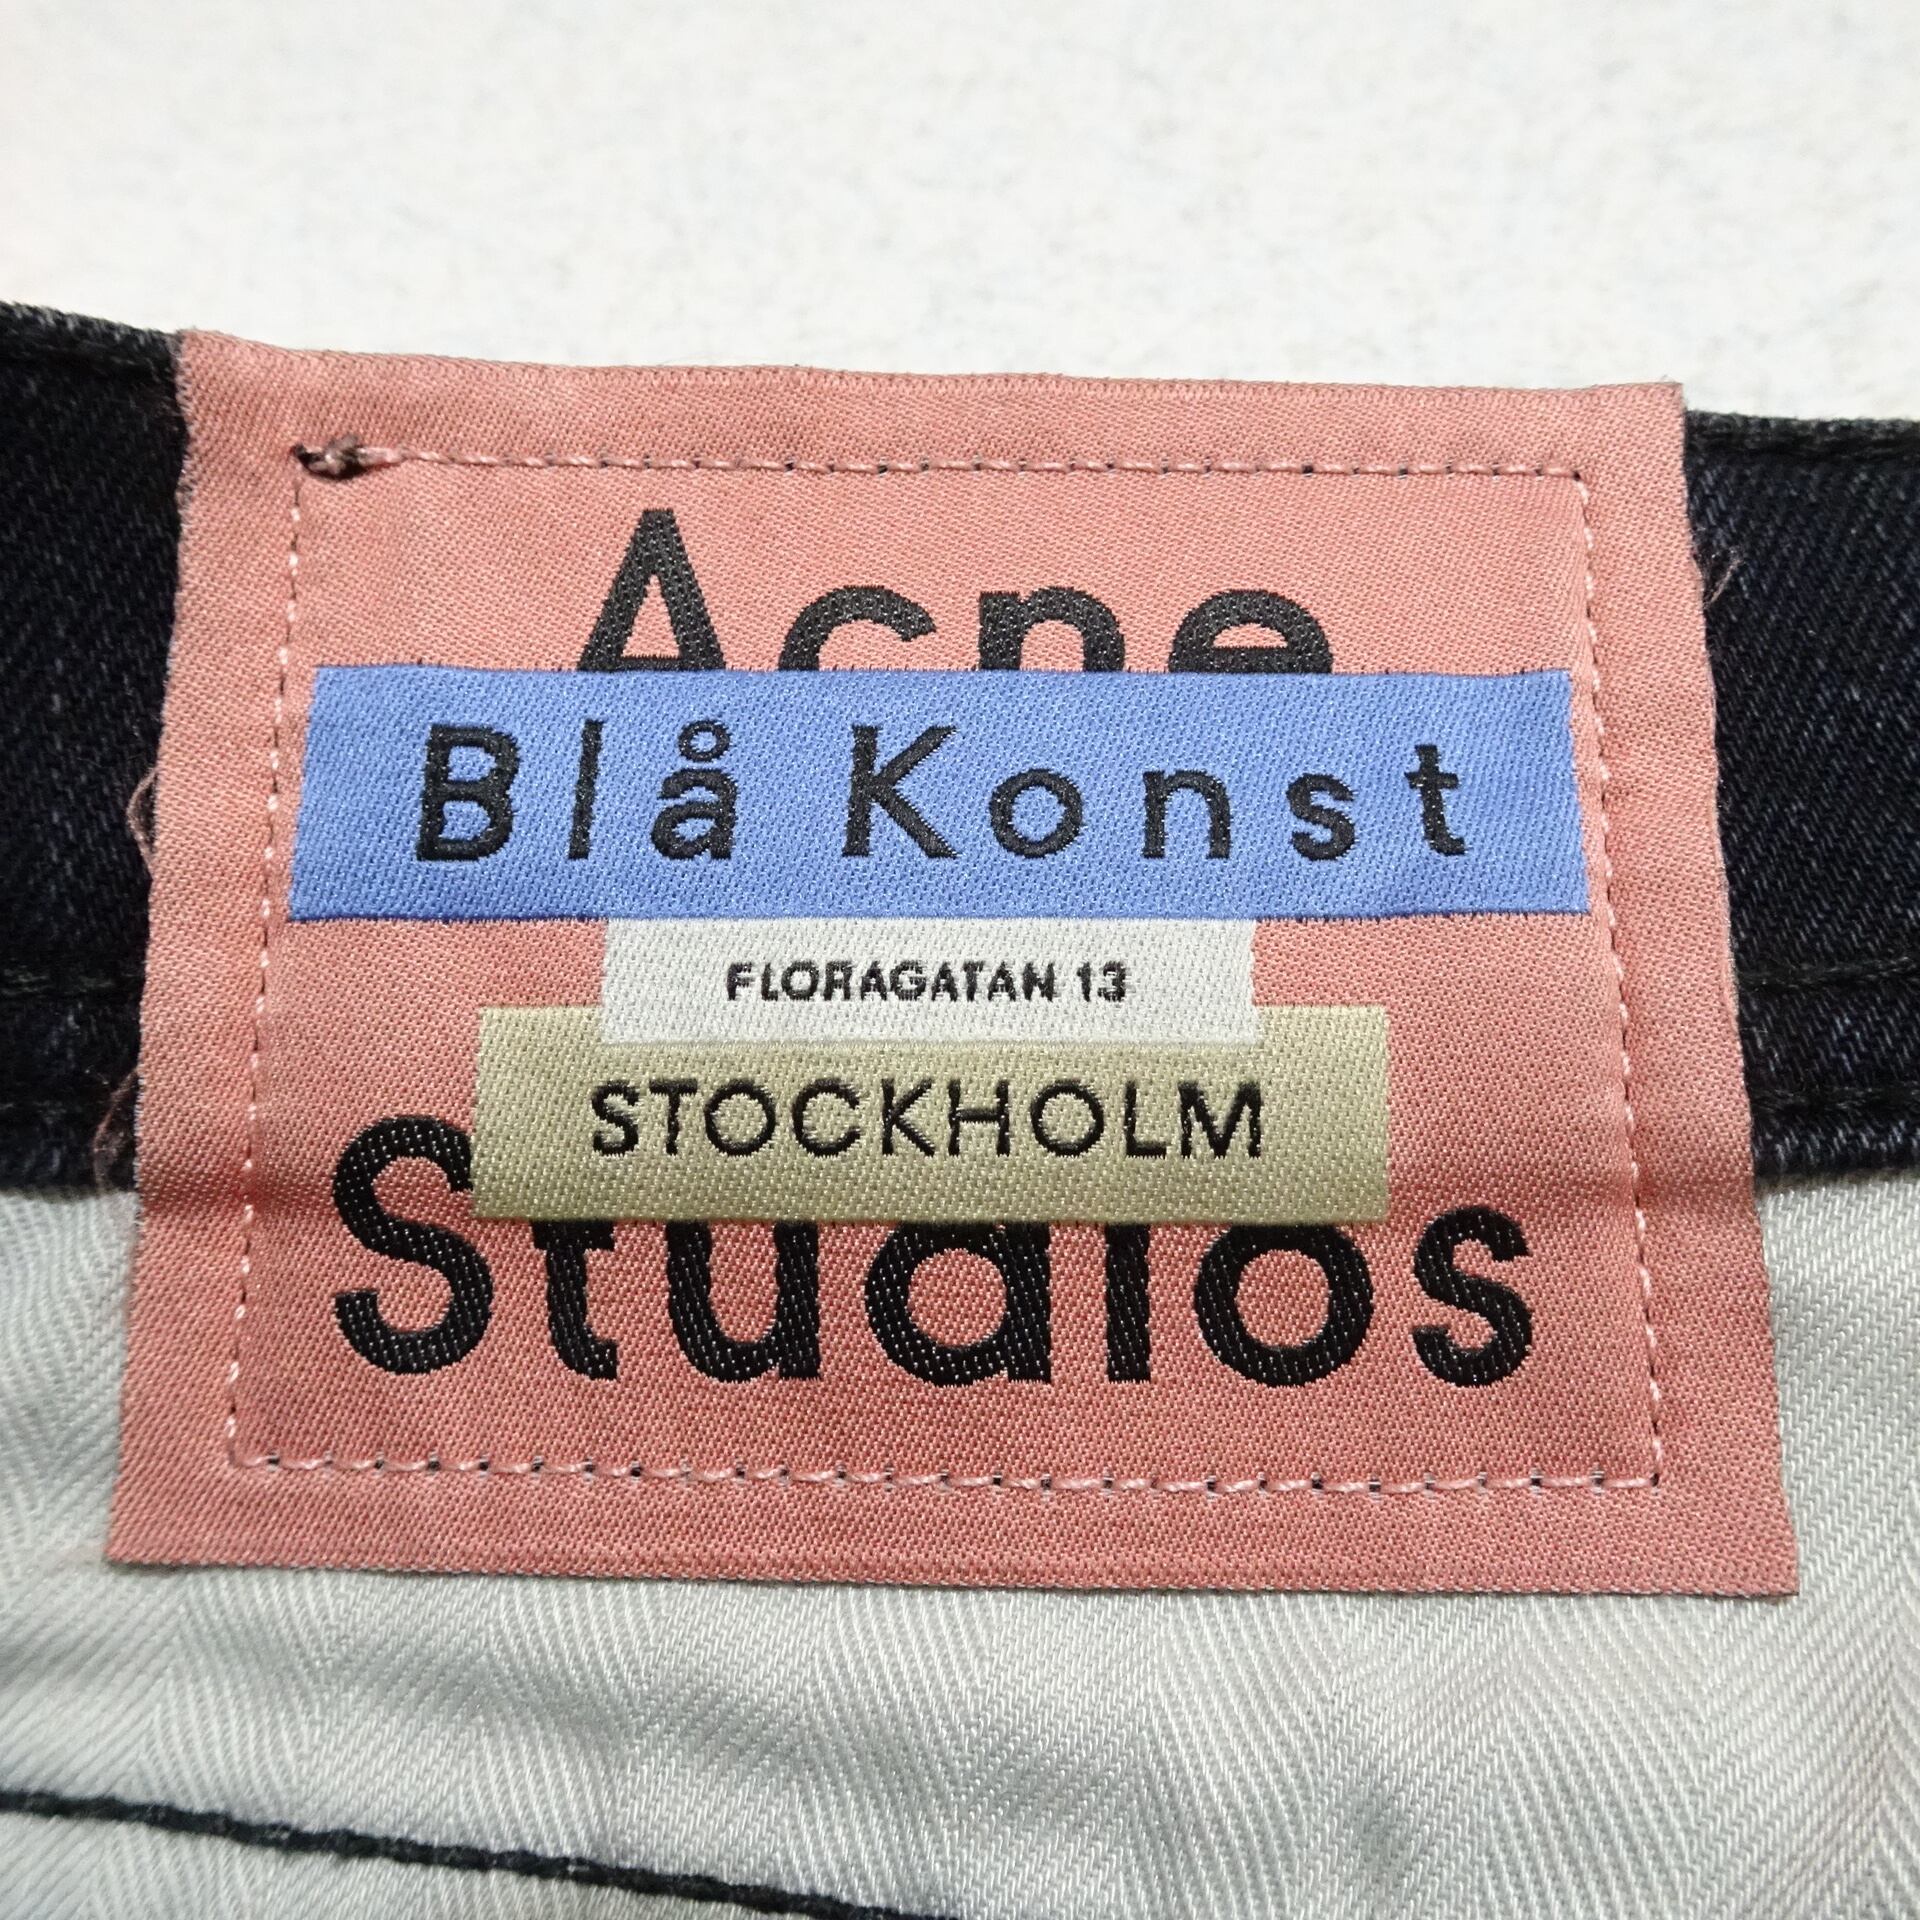 Acne
Blå Konst
FLORAGATAN 13
STOCKHOLM
Studios